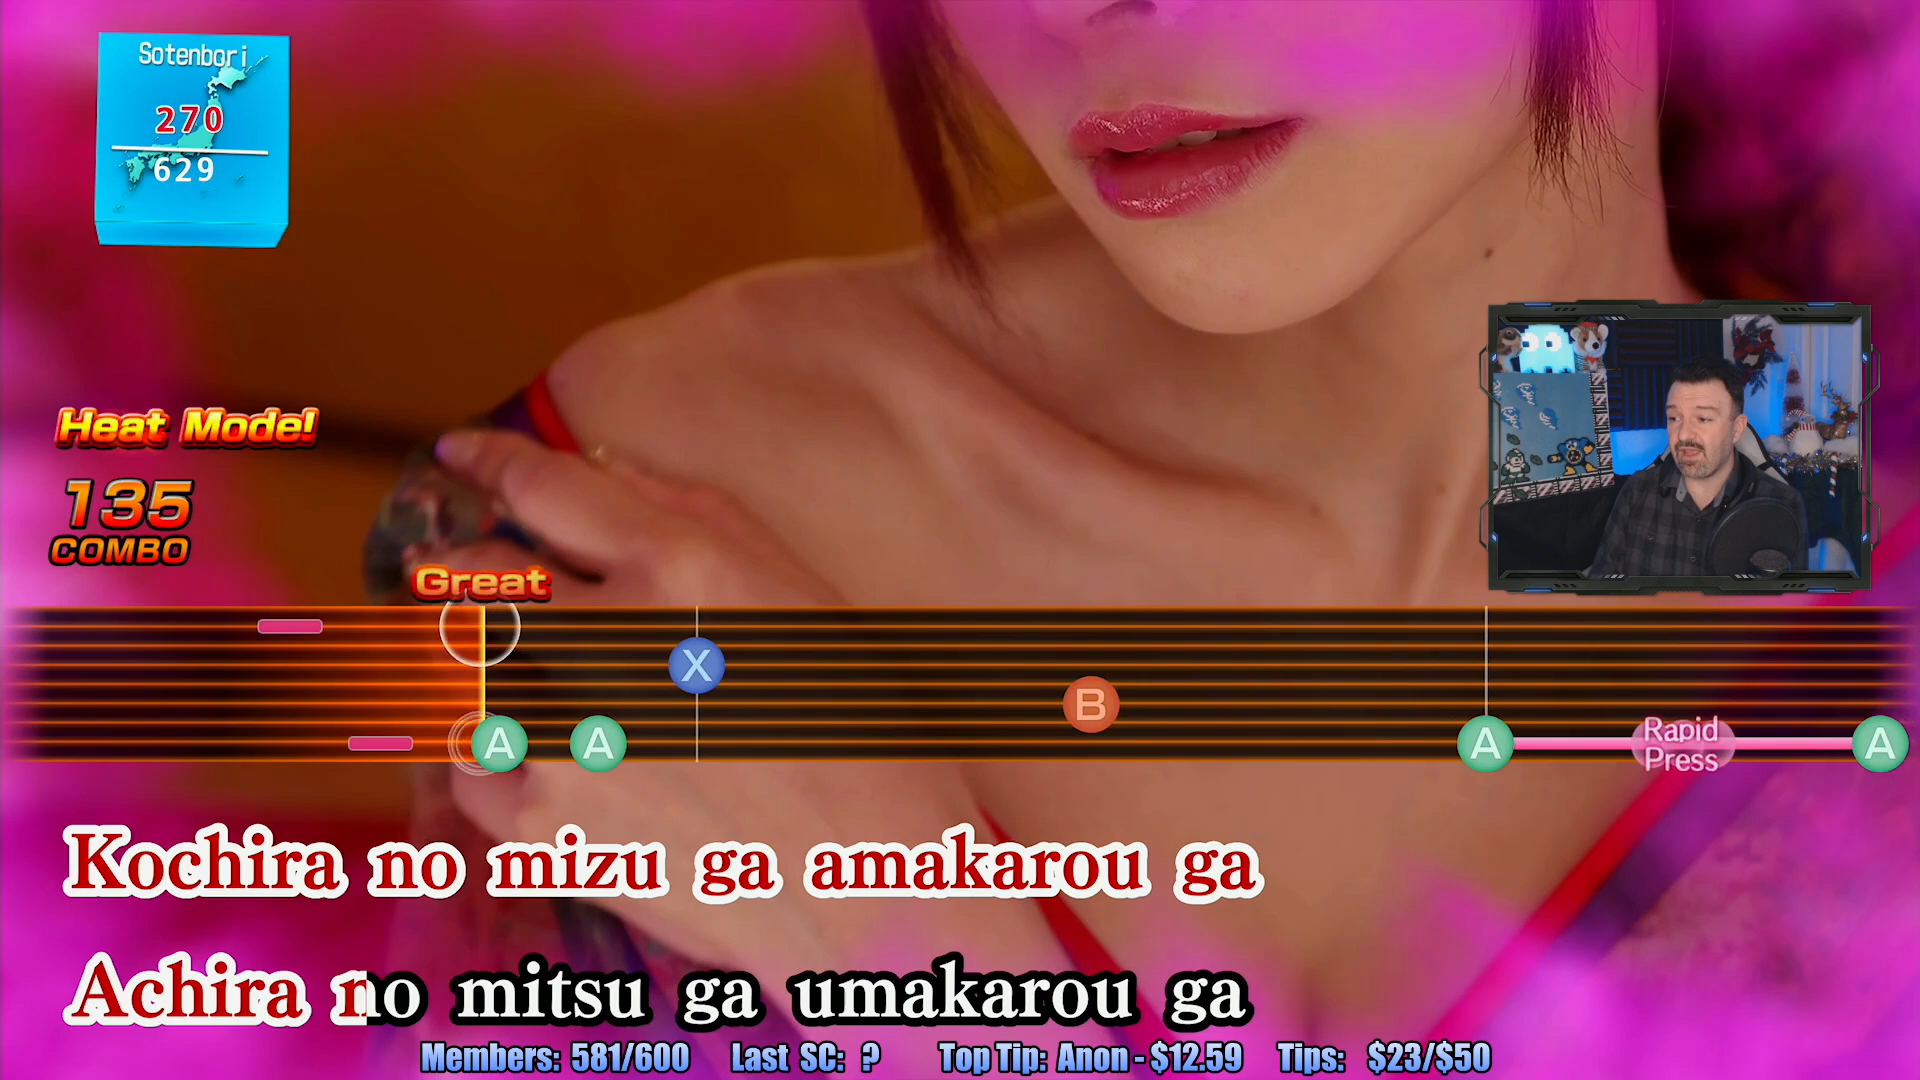 Sotenbori
270
629
Heat Mode!
135
COMBO
Great
A
A
X
B
A
Rapid
Press
A
Kochira no mizu ga amakarou ga
Achira no mitsu ga umakarou ga
Members: 581/600 Last SC: ? Top Tip: Anon - $12.59 Tips: $23/$50